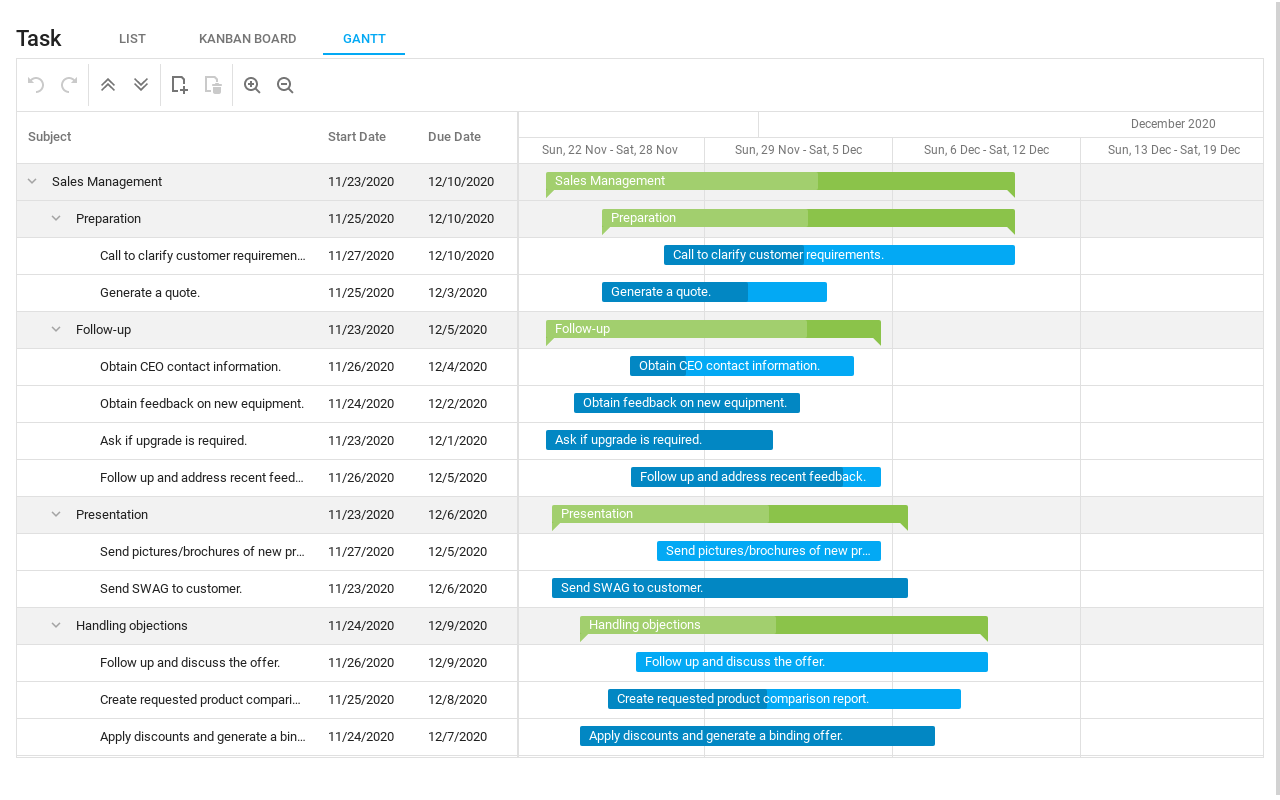 Task LIST KANBAN BOARD GANTT
December 2020
Subject Start Date Due Date
Sun, 22 Nov - Sat, 28 Nov Sun, 29 Nov - Sat, 5 Dec Sun, 6 Dec - Sat, 12 Dec Sun, 13 Dec - Sat, 19 Dec
Sales Management 11/23/2020 12/10/2020 Sales Management
Preparation 11/25/2020 12/10/2020 Preparation
Call to clarify customer requiremen... 11/27/2020 12/10/2020 Call to clarify customer requirements.
Generate a quote. 11/25/2020 12/3/2020 Generate a quote.
Follow-up 11/23/2020 12/5/2020 Follow-up
Obtain CEO contact information. 11/26/2020 12/4/2020 Obtain CEO contact information.
Obtain feedback on new equipment. 11/24/2020 12/2/2020 Obtain feedback on new equipment.
Ask if upgrade is required. 11/23/2020 12/1/2020 Ask if upgrade is required.
Follow up and address recent feed... 11/26/2020 12/5/2020 Follow up and address recent feedback.
Presentation 11/23/2020 12/6/2020 Presentation
Send pictures/brochures of new pr... 11/27/2020 12/5/2020 Send pictures/brochures of new pr...
Send SWAG to customer. 11/23/2020 12/6/2020 Send SWAG to customer.
Handling objections 11/24/2020 12/9/2020 Handling objections
Follow up and discuss the offer. 11/26/2020 12/9/2020 Follow up and discuss the offer.
Create requested product compari... 11/25/2020 12/8/2020 Create requested product comparison report.
Apply discounts and generate a bin... 11/24/2020 12/7/2020 Apply discounts and generate a binding offer.